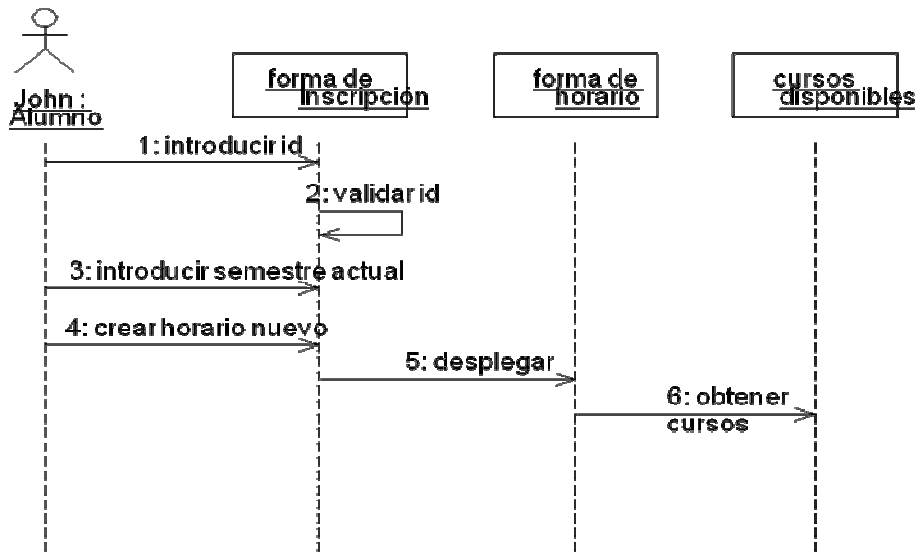 John :
Alumno
forma de
Inscripción
forma de
horario
cursos
disponibles
1: introducir id
2: validar id
3: introducir semestre actual
4: crear horario nuevo
5: desplegar
6: obtener
cursos